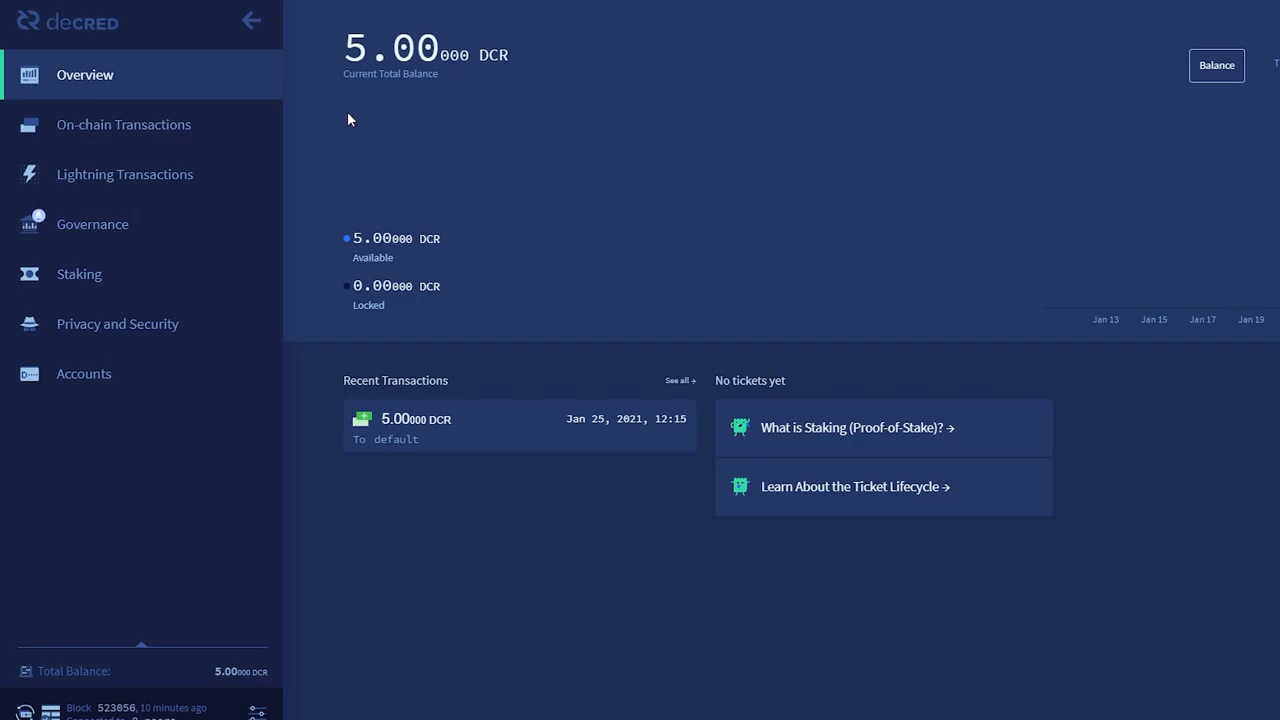 deCRED
Overview
On-chain Transactions
Lightning Transactions
Governance
Staking
Privacy and Security
Accounts
Total Balance: 5.00000 DCR
Block 523056, 10 minutes ago
5.00000 DCR
Current Total Balance
Balance
5.00000 DCR
Available
0.00000 DCR
Locked
Jan 13 Jan 15 Jan 17 Jan 19
Recent Transactions See all →
5.00000 DCR Jan 25, 2021, 12:15
To default
No tickets yet
What is Staking (Proof-of-Stake)? →
Learn About the Ticket Lifecycle →